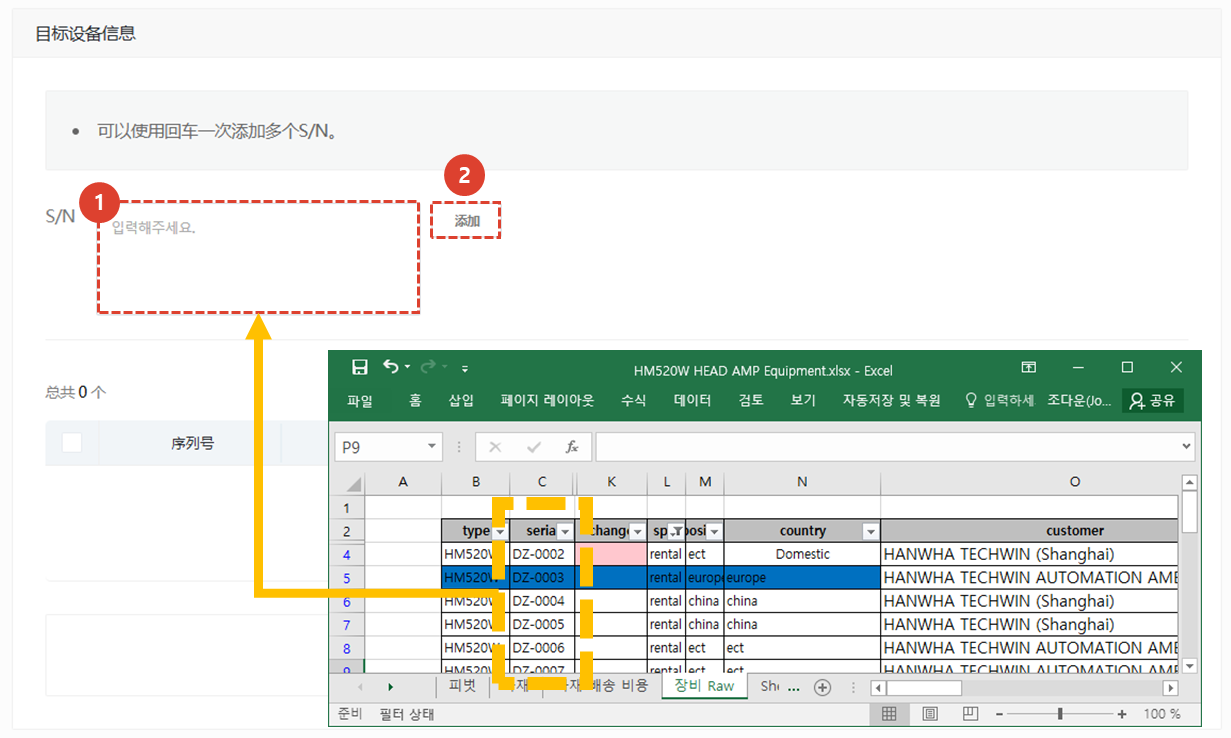 目标设备信息
• 可以使用回车一次添加多个S/N。
1
2
S/N
입력해주세요.
添加
总共 0 个
序列号
HM520W HEAD AMP Equipment.xlsx - Excel
파일 홈 삽입 페이지 레이아웃 수식 데이터 검토 보기 자동저장 및 복원 입력하세 조다운(Jo... 공유
P9 fx
A B C K L M N O
1
2 type seria chang sp posi country customer
4 HM520W DZ-0002 rental ect Domestic HANWHA TECHWIN (Shanghai)
5 HM520W DZ-0003 rental europe europe HANWHA TECHWIN AUTOMATION AME
6 HM520W DZ-0004 rental china china HANWHA TECHWIN (Shanghai)
7 HM520W DZ-0005 rental china china HANWHA TECHWIN (Shanghai)
8 HM520W DZ-0006 rental ect ect HANWHA TECHWIN AUTOMATION AME
9 HM520W DZ-0007 rental ect ect HANWHA TECHWIN AUTOMATION AME
피벗 배송 비용 장비 Raw She ...
준비 필터 상태 100 %